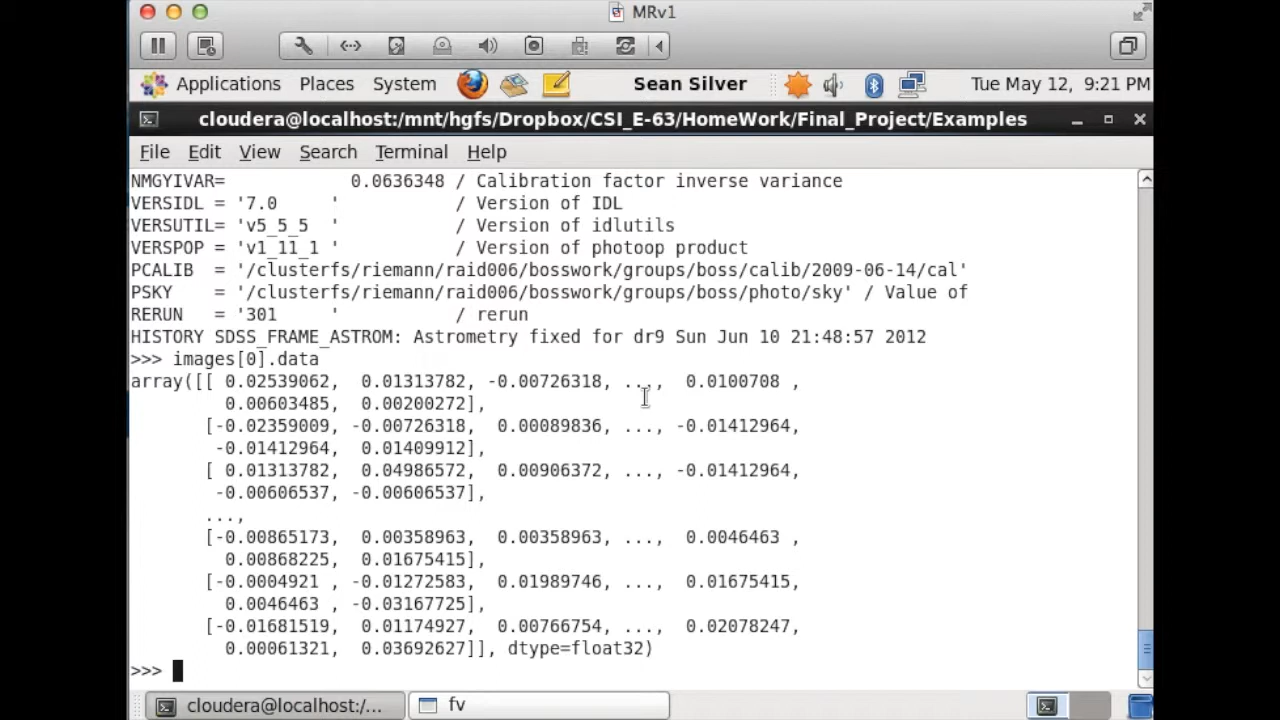 MRv1
Applications Places System Sean Silver Tue May 12, 9:21 PM
cloudera@localhost:/mnt/hgfs/Dropbox/CSI_E-63/HomeWork/Final_Project/Examples
File Edit View Search Terminal Help
NMGYIVAR=            0.0636348 / Calibration factor inverse variance
VERSIDL = '7.0     '           / Version of IDL
VERSUTIL= 'v5_5_5  '           / Version of idlutils
VERSPOP = 'v1_11_1 '           / Version of photoop product
PCALIB  = '/clusterfs/riemann/raid006/bosswork/groups/boss/calib/2009-06-14/cal'
PSKY    = '/clusterfs/riemann/raid006/bosswork/groups/boss/photo/sky' / Value of
RERUN   = '301     '           / rerun
HISTORY SDSS_FRAME_ASTROM: Astrometry fixed for dr9 Sun Jun 10 21:48:57 2012
>>> images[0].data
array([[ 0.02539062,  0.01313782, -0.00726318, ...,  0.0100708 ,
         0.00603485,  0.00200272],
       [-0.02359009, -0.00726318,  0.00089836, ..., -0.01412964,
        -0.01412964,  0.01409912],
       [ 0.01313782,  0.04986572,  0.00906372, ..., -0.01412964,
        -0.00606537, -0.00606537],
       ...,
       [-0.00865173,  0.00358963,  0.00358963, ...,  0.0046463 ,
         0.00868225,  0.01675415],
       [-0.0004921 , -0.01272583,  0.01989746, ...,  0.01675415,
         0.0046463 , -0.03167725],
       [-0.01681519,  0.01174927,  0.00766754, ...,  0.02078247,
         0.00061321,  0.03692627]], dtype=float32)
>>>
cloudera@localhost:/... fv